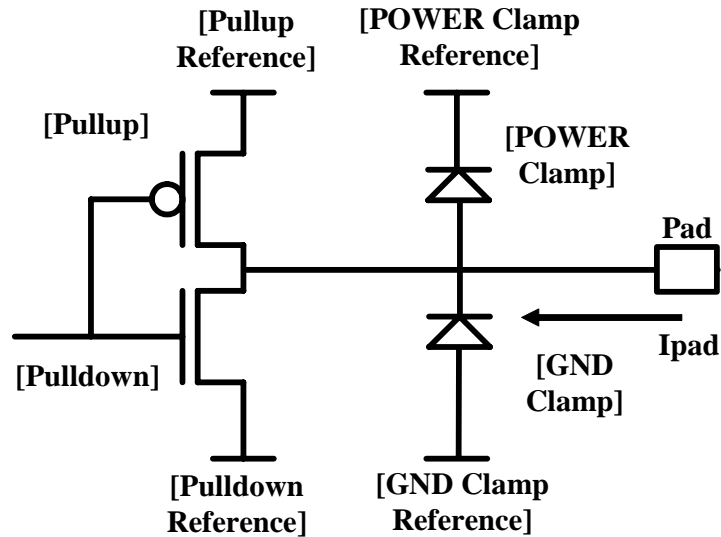 [Pullup
Reference]
[POWER Clamp
Reference]
[Pullup]
[POWER
Clamp]
Pad
[Pulldown]
Ipad
[GND
Clamp]
[Pulldown
Reference]
[GND Clamp
Reference]